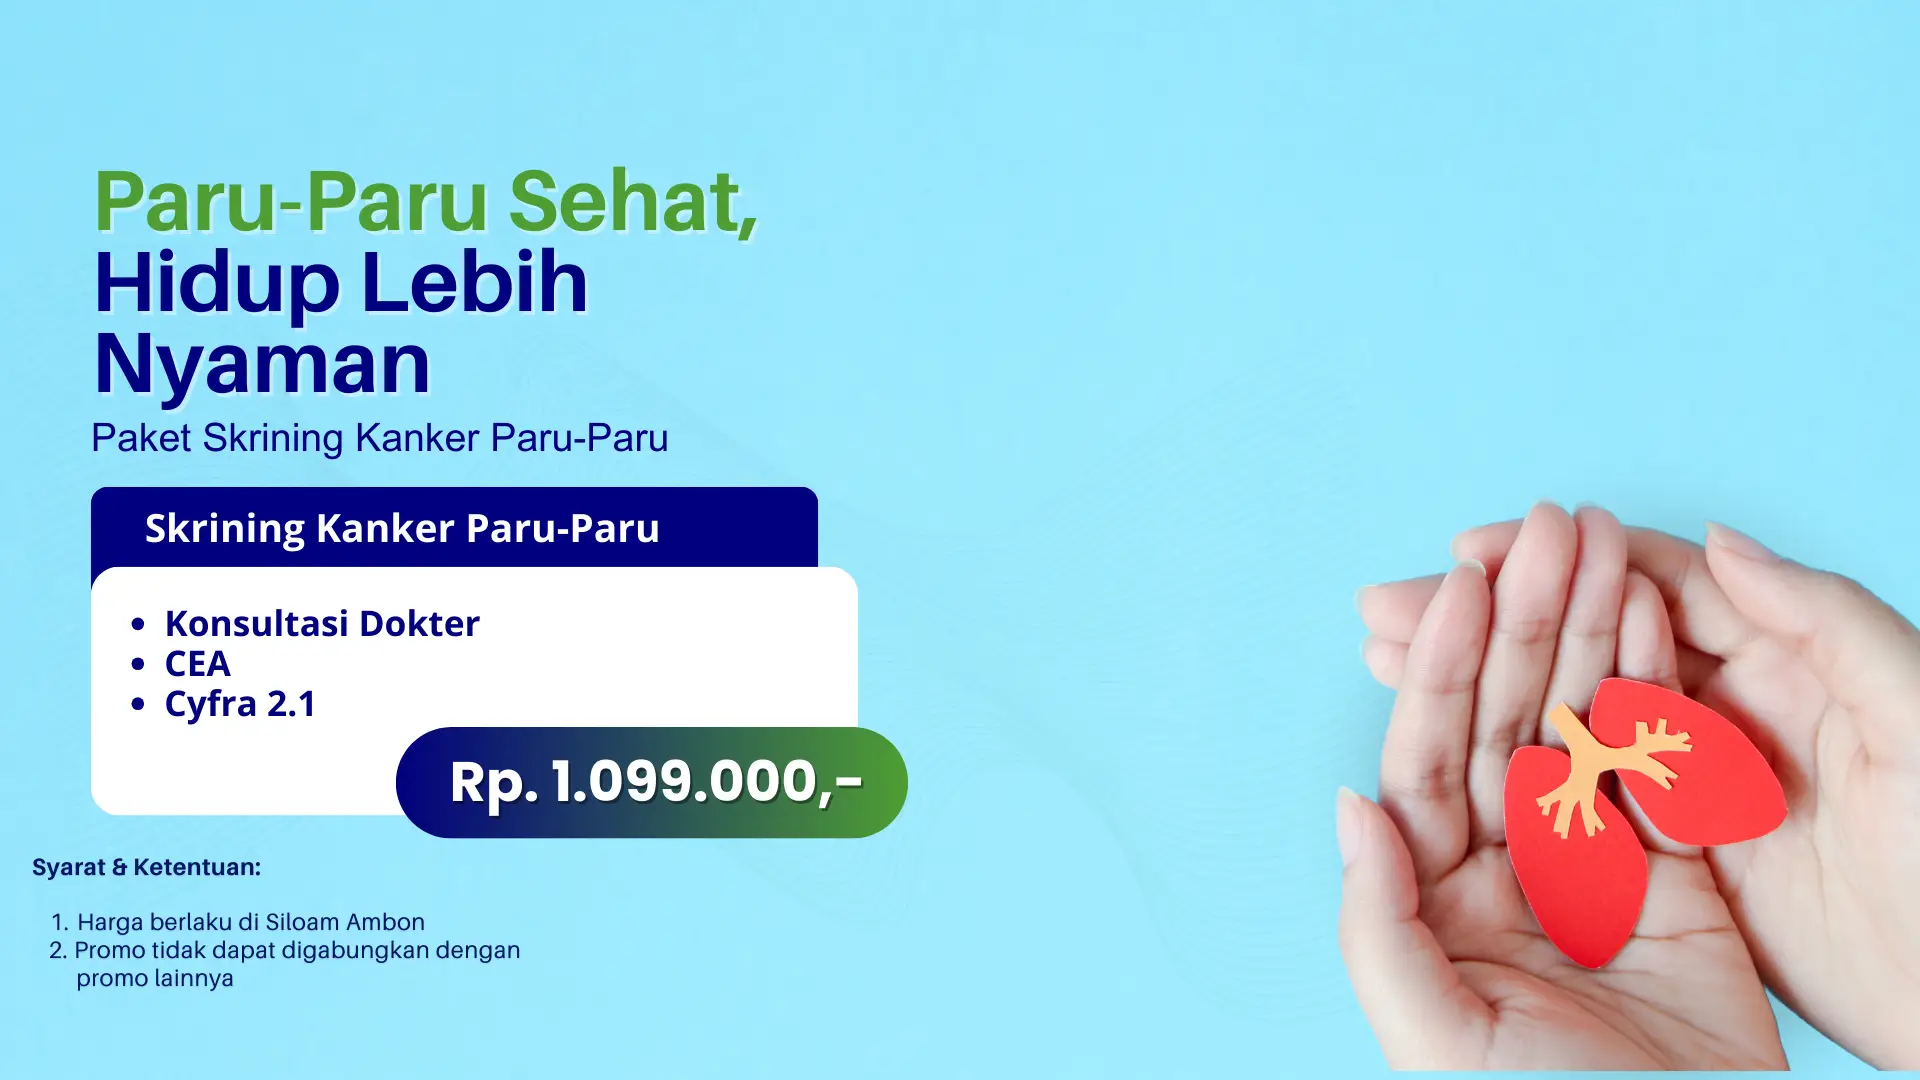 Paru-Paru Sehat,
Hidup Lebih
Nyaman
Paket Skrining Kanker Paru-Paru
Skrining Kanker Paru-Paru
• Konsultasi Dokter
• CEA
• Cyfra 2.1
Rp. 1.099.000,-
Syarat & Ketentuan:
1. Harga berlaku di Siloam Ambon
2. Promo tidak dapat digabungkan dengan
promo lainnya